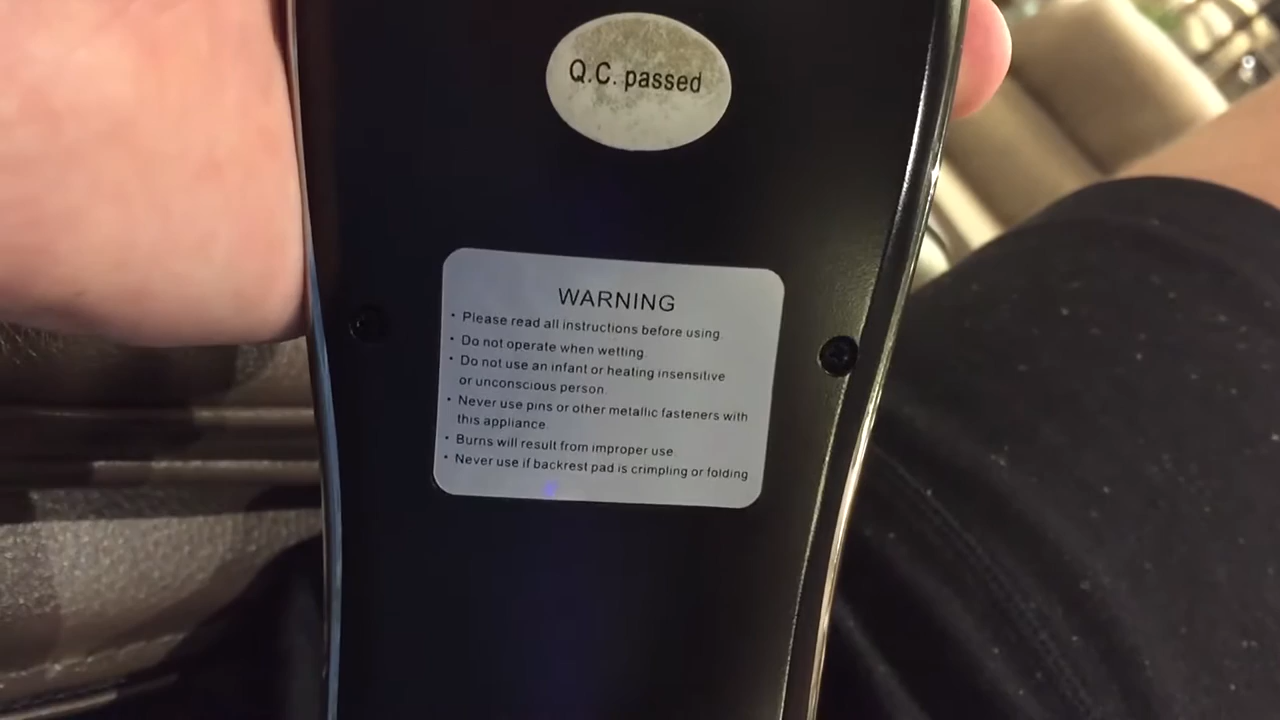 Q.C. passed
WARNING
• Please read all instructions before using.
• Do not operate when wetting.
• Do not use an infant or heating insensitive
or unconscious person.
• Never use pins or other metallic fasteners with
this appliance.
• Burns will result from improper use.
• Never use if backrest pad is crimpling or folding